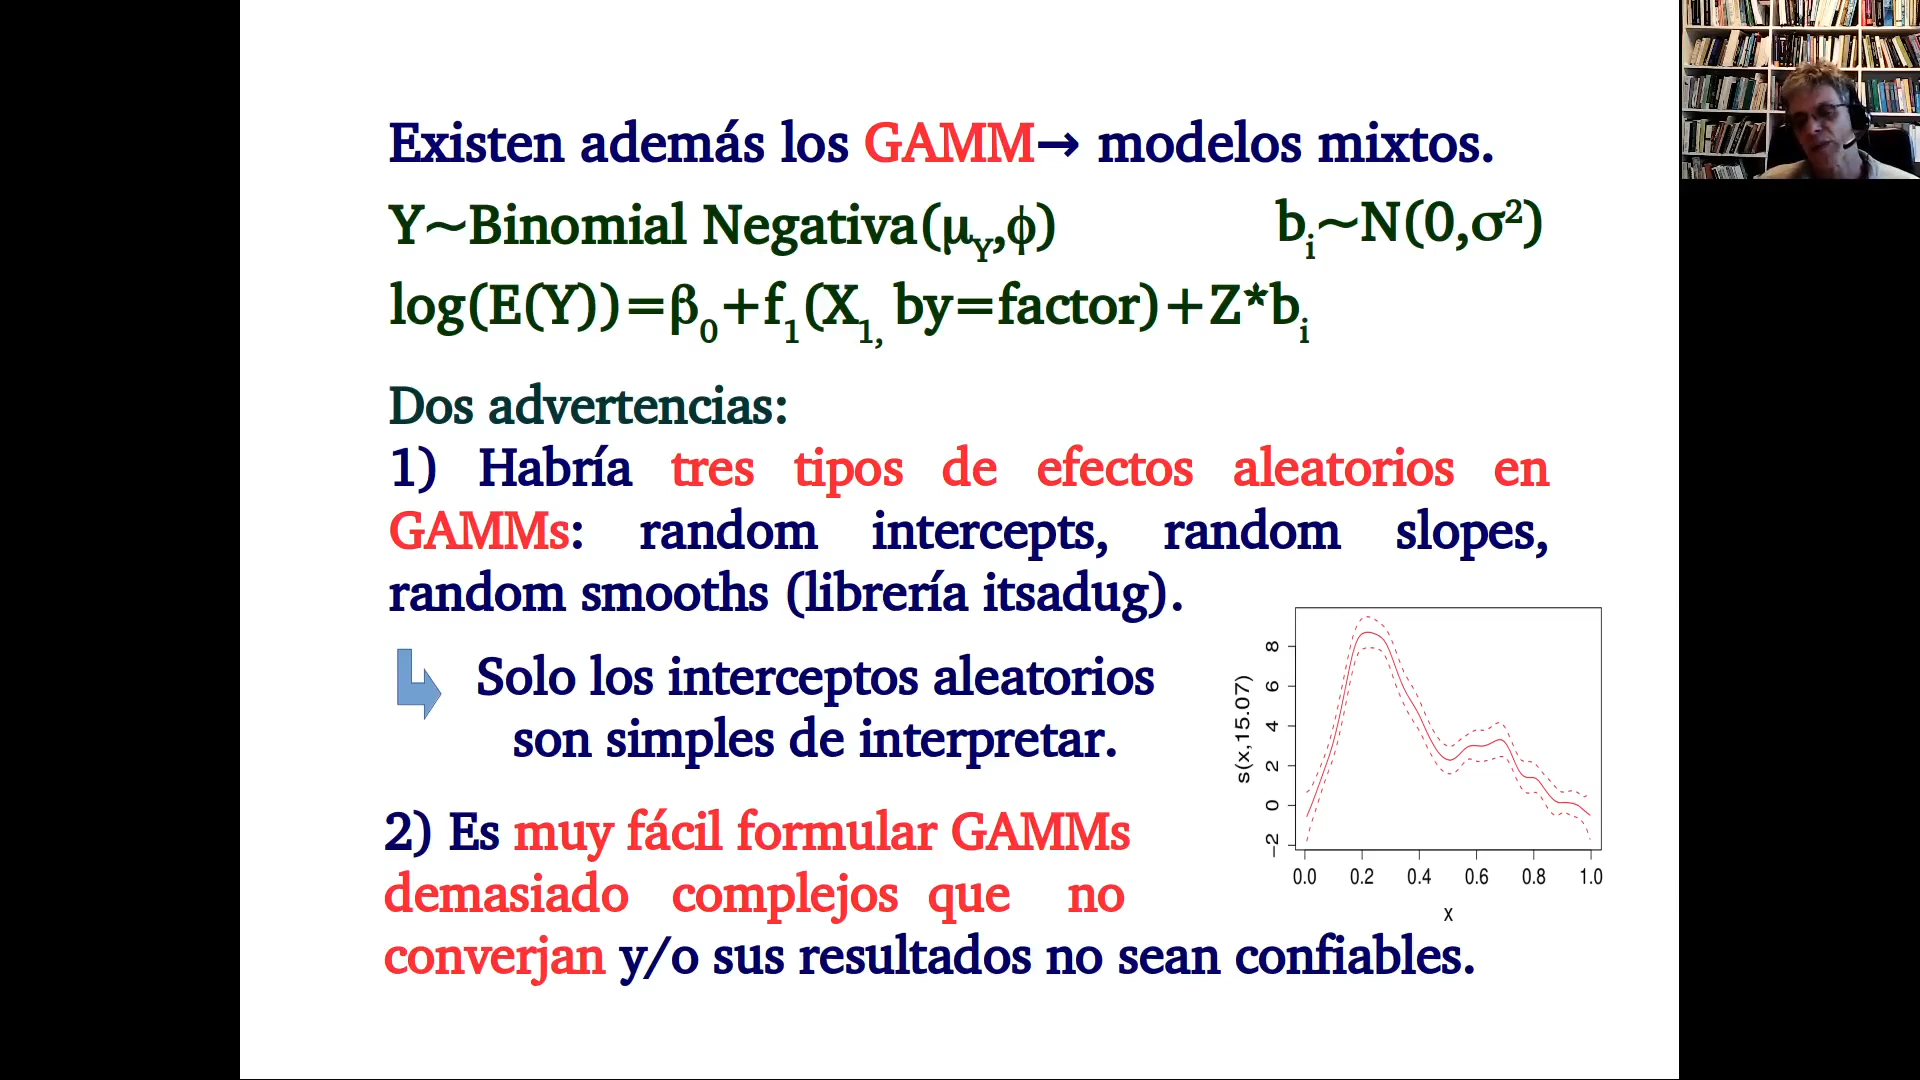 Existen además los GAMM→ modelos mixtos.
Y~Binomial Negativa(μY,ϕ) bi~N(0,σ²)
log(E(Y))=β0+f1(X1, by=factor)+Z*bi
Dos advertencias:
1) Habría tres tipos de efectos aleatorios en
GAMMs: random intercepts, random slopes,
random smooths (librería itsadug).
Solo los interceptos aleatorios
son simples de interpretar.
2) Es muy fácil formular GAMMs
demasiado complejos que no
converjan y/o sus resultados no sean confiables.
s(x,15.07)
8
6
4
2
0
−2
0.0 0.2 0.4 0.6 0.8 1.0
x